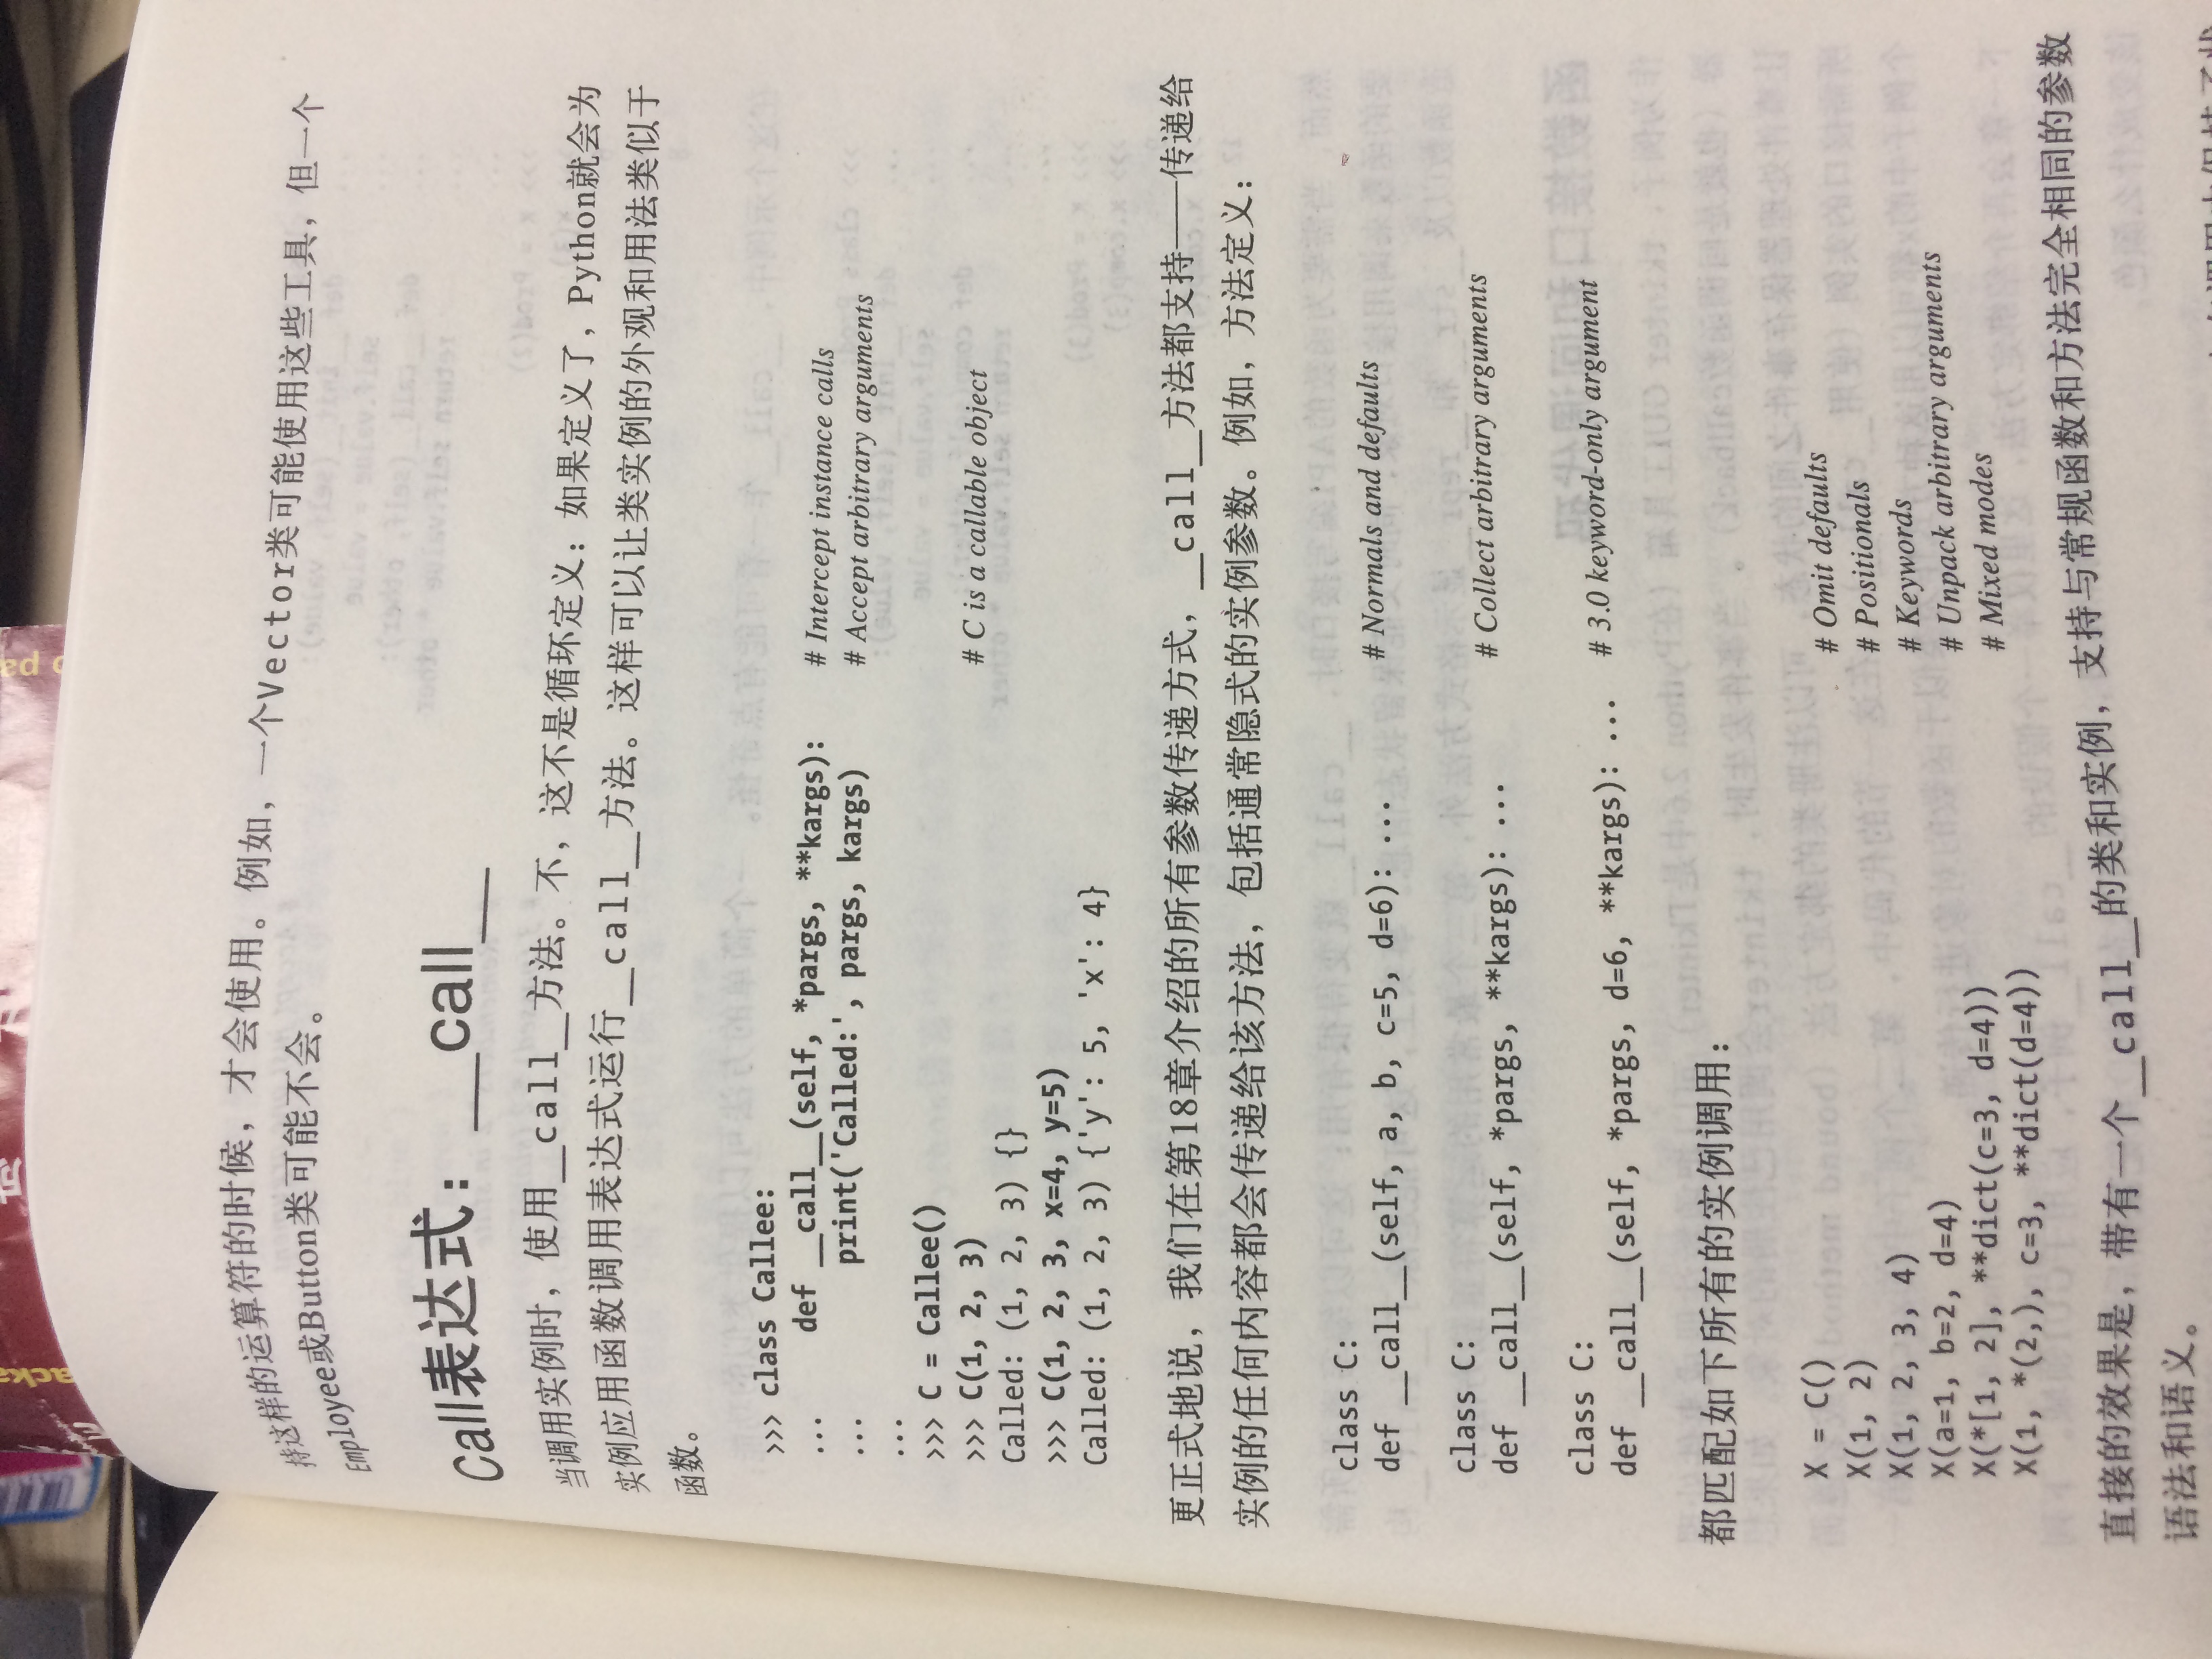 持这样的运算符的时候，才会使用。例如，一个Vector类可能使用这些工具，但一个
Employee或Button类可能不会。
Call表达式：__call__
当调用实例时，使用__call__方法。不，这不是循环定义：如果定义了，Python就会为
实例应用函数调用表达式运行__call__方法。这样可以让类实例的外观和用法类似于
函数。
>>> class Callee:
...     def __call__(self, *pargs, **kargs):     # Intercept instance calls
...         print('Called:', pargs, kargs)     # Accept arbitrary arguments
...
>>> C = Callee()
>>> C(1, 2, 3)     # C is a callable object
Called: (1, 2, 3) {}
>>> C(1, 2, 3, x=4, y=5)
Called: (1, 2, 3) {'y': 5, 'x': 4}
更正式地说，我们在第18章介绍的所有参数传递方式，__call__方法都支持——传递给
实例的任何内容都会传递给该方法，包括通常隐式的实例参数。例如，方法定义：
class C:
def __call__(self, a, b, c=5, d=6): ...     # Normals and defaults
class C:
def __call__(self, *pargs, **kargs): ...     # Collect arbitrary arguments
class C:
def __call__(self, *pargs, d=6, **kargs): ...     # 3.0 keyword-only argument
都匹配如下所有的实例调用：
X = C()     # Omit defaults
X(1, 2)     # Positionals
X(1, 2, 3, 4)     # Keywords
X(a=1, b=2, d=4)     # Unpack arbitrary arguments
X(*[1, 2], **dict(c=3, d=4))     # Mixed modes
X(1, *(2,), c=3, **dict(d=4))
直接的效果是，带有一个__call__的类和实例，支持与常规函数和方法完全相同的参数
语法和语义。